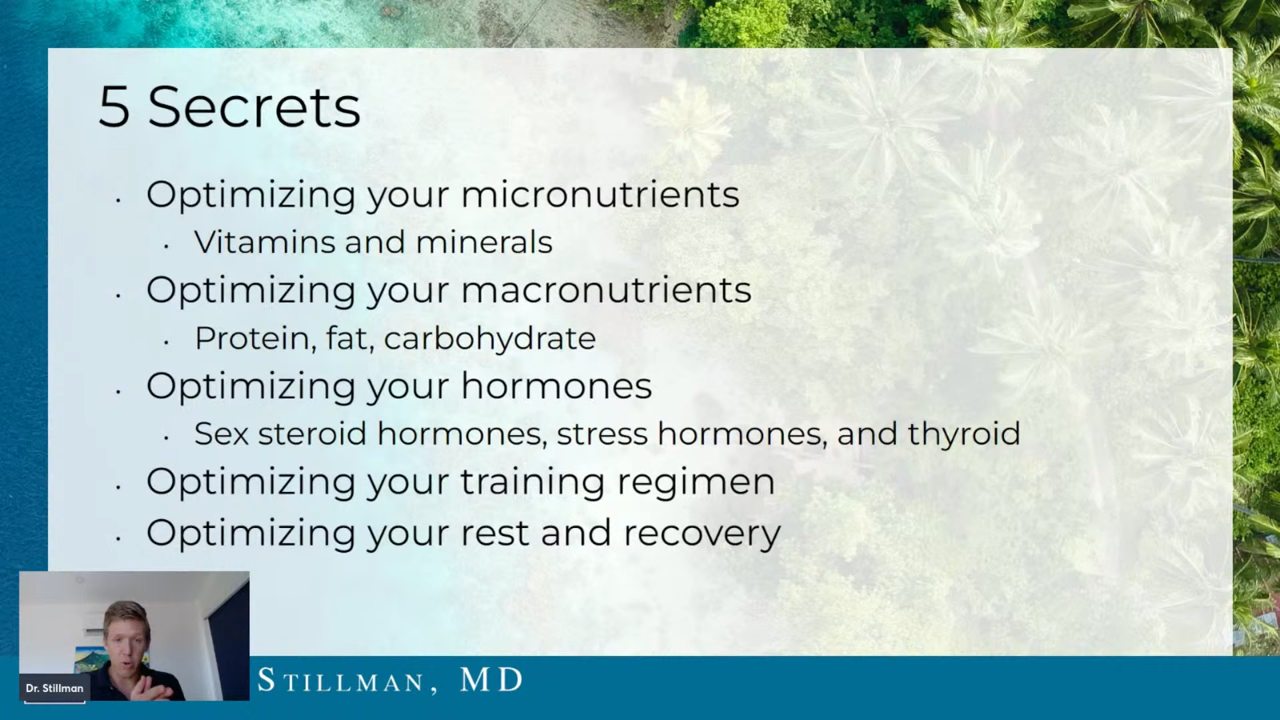 5 Secrets
· Optimizing your micronutrients
· Vitamins and minerals
· Optimizing your macronutrients
· Protein, fat, carbohydrate
· Optimizing your hormones
· Sex steroid hormones, stress hormones, and thyroid
· Optimizing your training regimen
· Optimizing your rest and recovery
Dr. Stillman
STILLMAN, MD